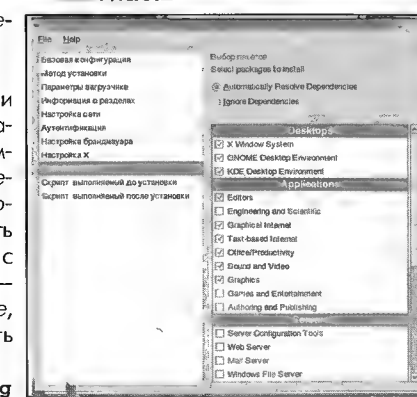 е-
и
а-
м-
е-
о-
ть
с
—
е,
ть
g
File Help
Базовая конфигурация
Метод установки
Параметры загрузчика
Информация о разделах
Настройка сети
Аутентификация
Настройка брандмауэра
Настройка X
Скрипт выполняемый до установки
Скрипт выполняемый после установки
Выбор пакетов
Select packages to install
Automatically Resolve Dependencies
Ignore Dependencies
Desktops
X Window System
GNOME Desktop Environment
KDE Desktop Environment
Applications
Editors
Engineering and Scientific
Graphical Internet
Text-based Internet
Office/Productivity
Sound and Video
Graphics
Games and Entertainment
Authoring and Publishing
Servers
Server Configuration Tools
Web Server
Mail Server
Windows File Server